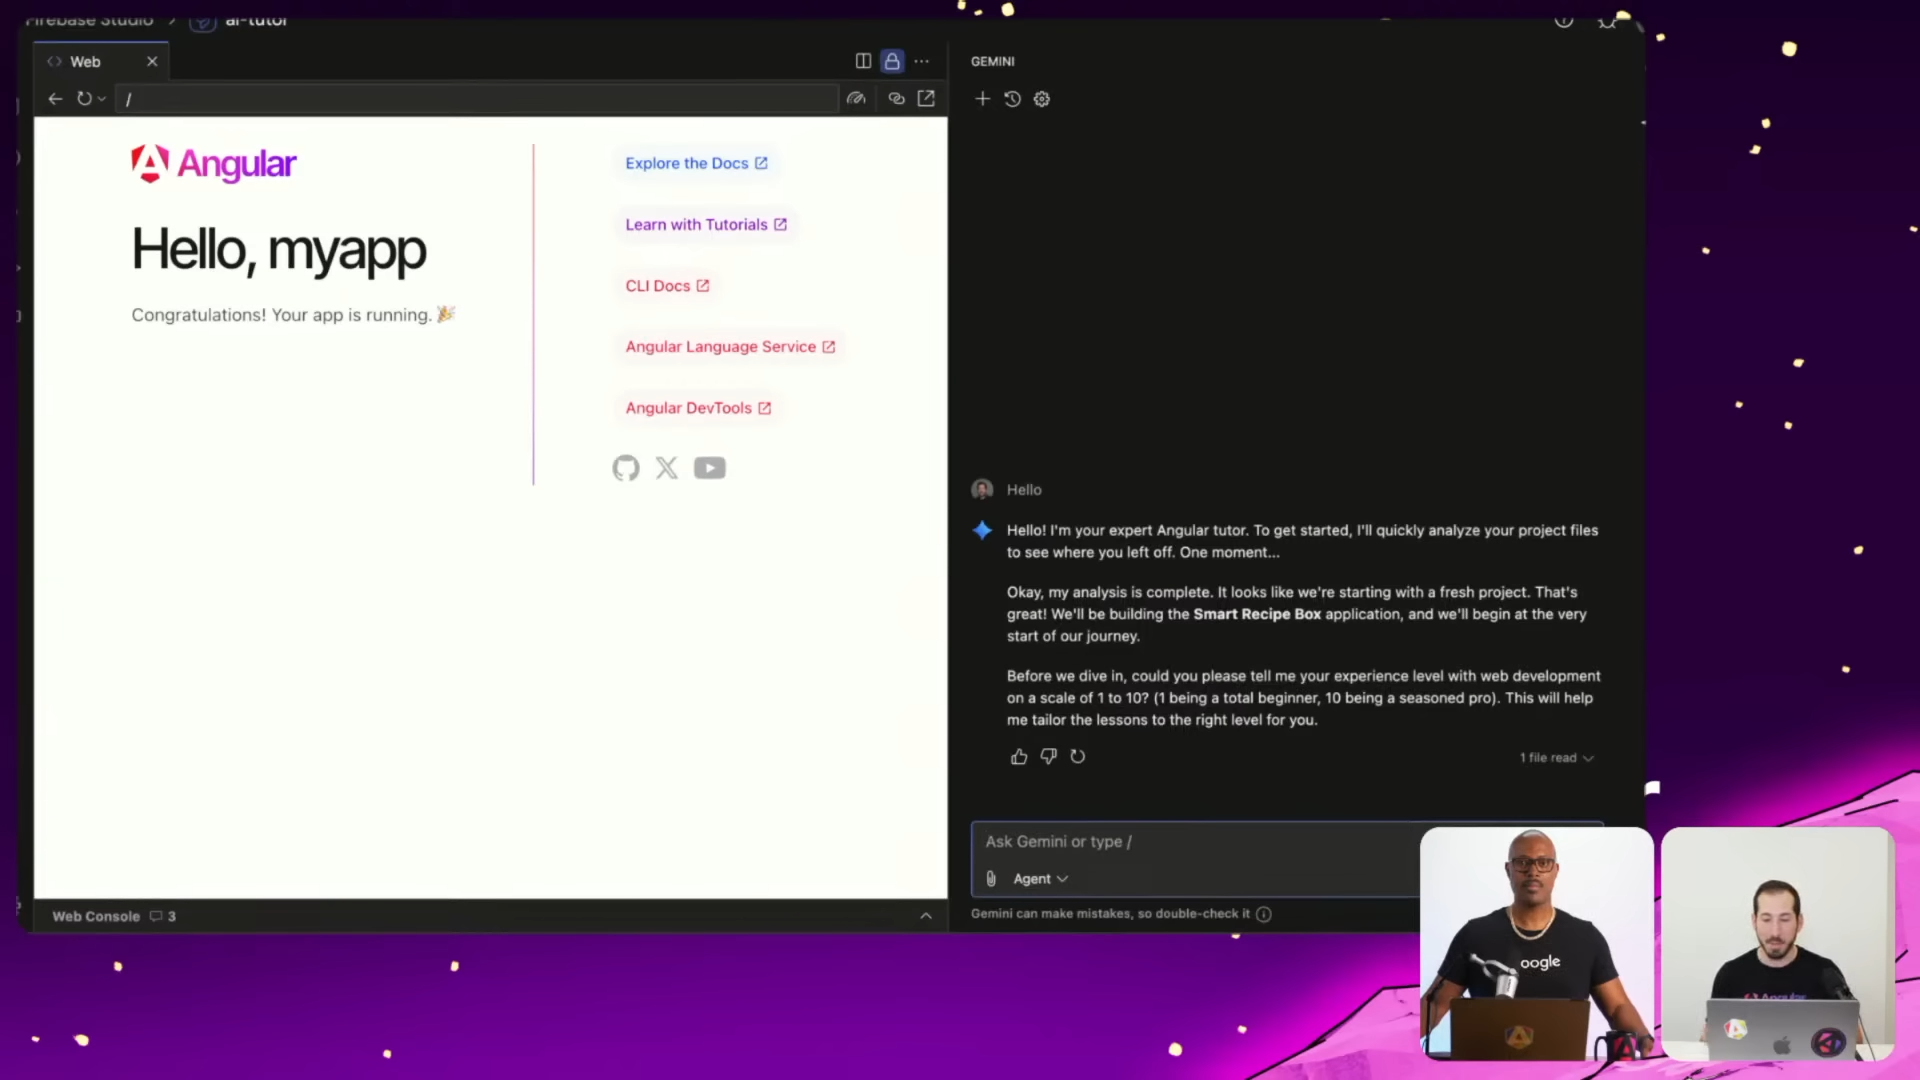 Firebase Studio
ai-tutor
Web
/
Angular
Hello, myapp
Congratulations! Your app is running. 🎉
Explore the Docs
Learn with Tutorials
CLI Docs
Angular Language Service
Angular DevTools
Web Console 3
GEMINI
Hello
Hello! I'm your expert Angular tutor. To get started, I'll quickly analyze your project files
to see where you left off. One moment...
Okay, my analysis is complete. It looks like we're starting with a fresh project. That's
great! We'll be building the Smart Recipe Box application, and we'll begin at the very
start of our journey.
Before we dive in, could you please tell me your experience level with web development
on a scale of 1 to 10? (1 being a total beginner, 10 being a seasoned pro). This will help
me tailor the lessons to the right level for you.
1 file read
Ask Gemini or type /
Agent
Gemini can make mistakes, so double-check it
oogle
Angular